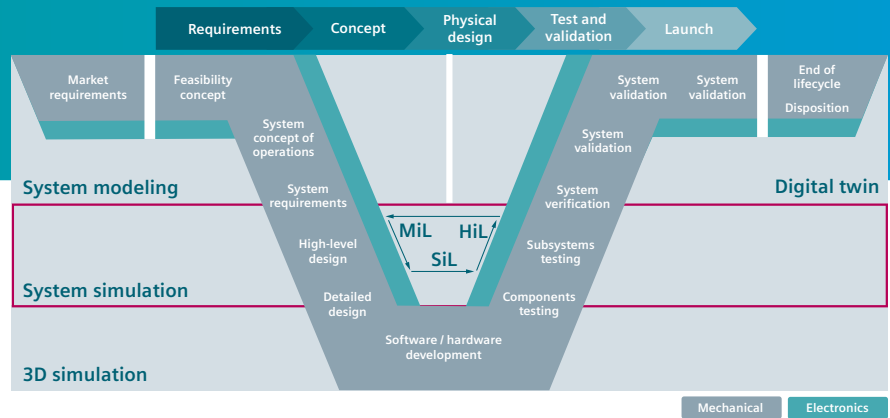 Requirements
Concept
Physical
design
Test and
validation
Launch
Market
requirements
Feasibility
concept
System
validation
System
validation
End of
lifecycle
Disposition
System
concept of
operations
System
validation
System modeling
System
requirements
System
verification
Digital twin
MiL
HiL
SiL
High-level
design
Subsystems
testing
System simulation
Detailed
design
Components
testing
Software / hardware
development
3D simulation
Mechanical
Electronics